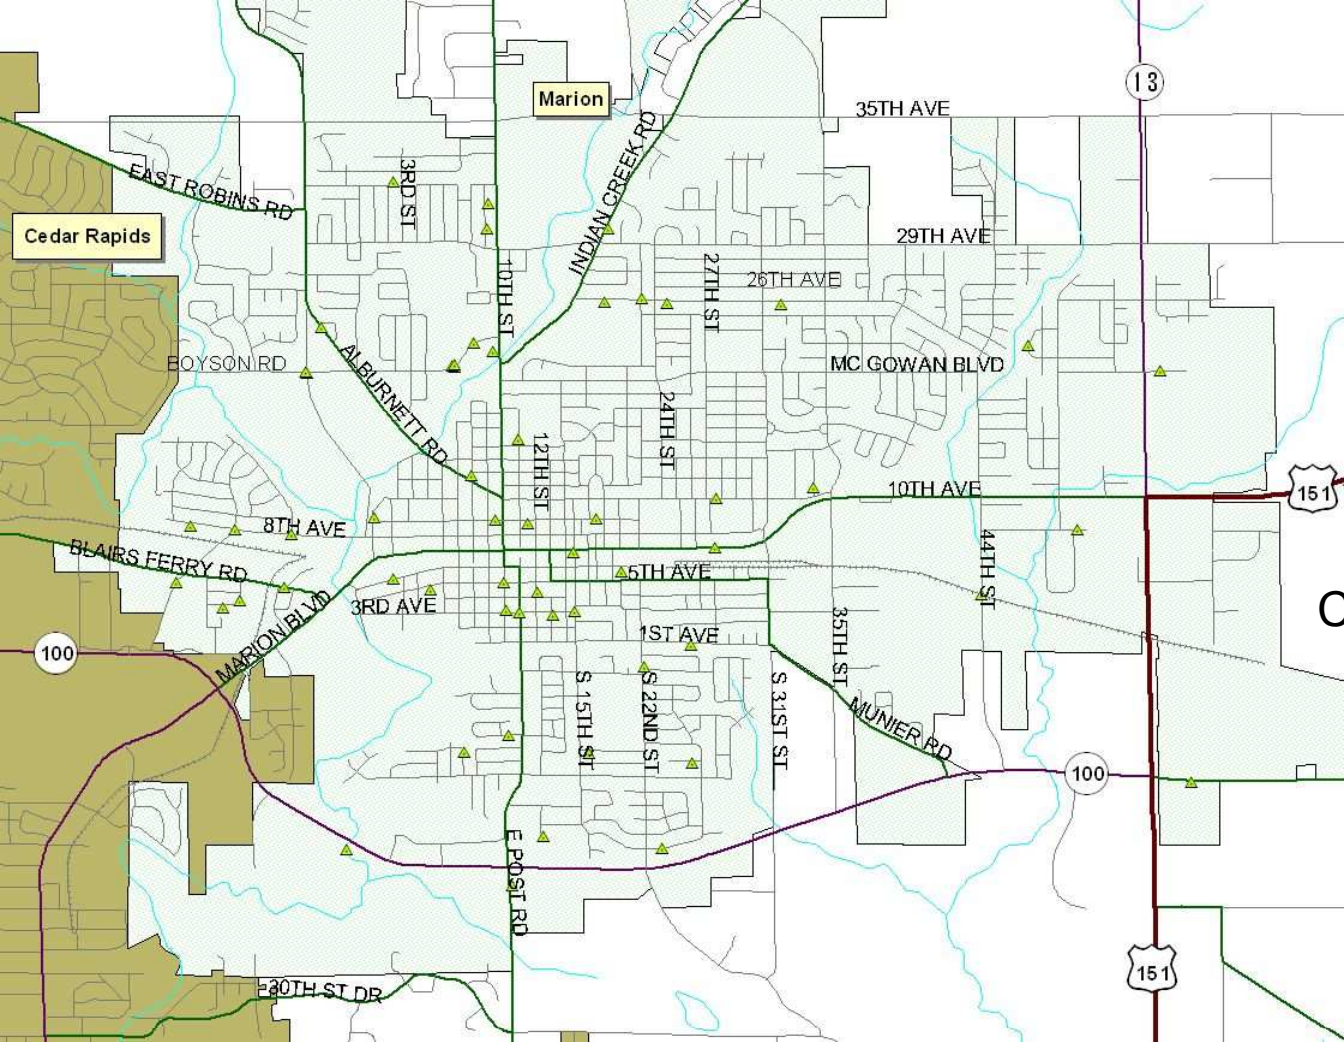 13
Marion
35TH AVE
INDIAN CREEK RD
3RD ST
EAST ROBINS RD
Cedar Rapids
29TH AVE
26TH AVE
27TH ST
10TH ST
BOYSON RD
ALBURNETT RD
MC GOWAN BLVD
24TH ST
12TH ST
10TH AVE
151
8TH AVE
BLAIRS FERRY RD
44TH ST
5TH AVE
3RD AVE
MARION BLVD
35TH ST
1ST AVE
100
S 15TH ST
S 22ND ST
S 31ST ST
MUNIER RD
100
E POST RD
151
30TH ST DR